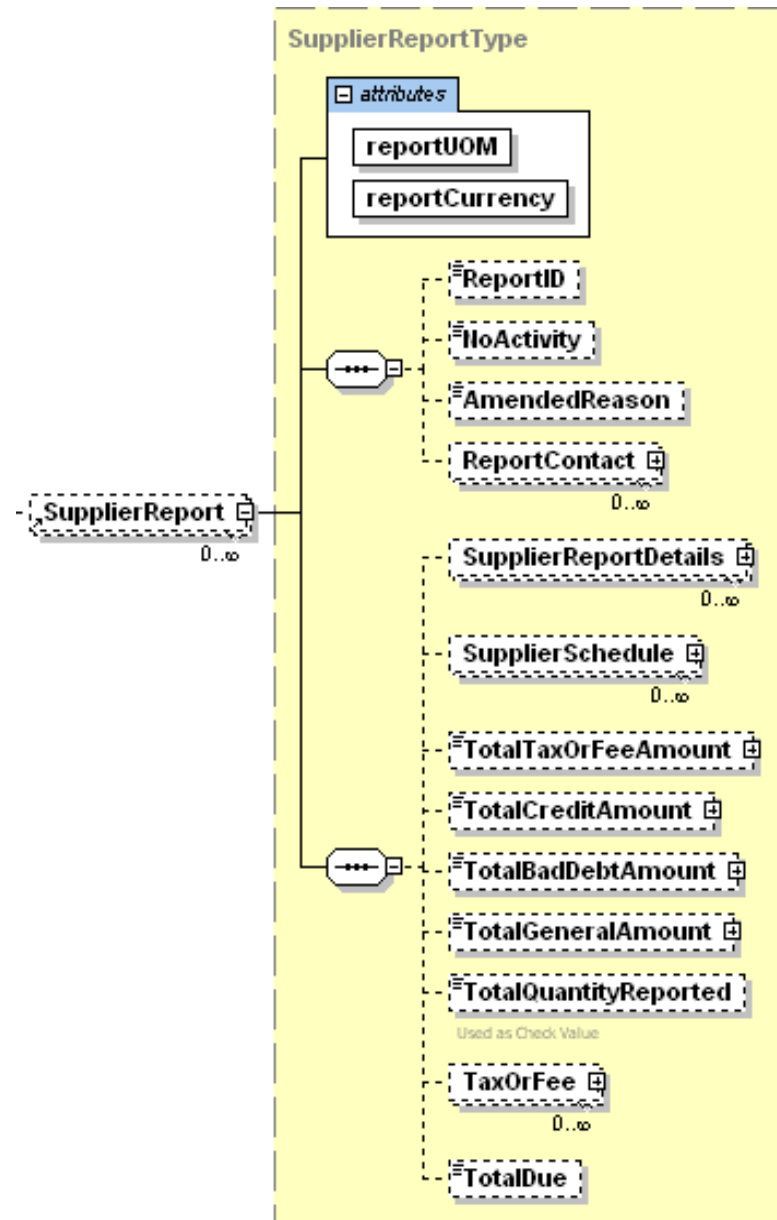 SupplierReportType
attributes
reportUOM
reportCurrency
ReportID
NoActivity
AmendedReason
ReportContact
0..∞
SupplierReport
0..∞
SupplierReportDetails
0..∞
SupplierSchedule
0..∞
TotalTaxOrFeeAmount
TotalCreditAmount
TotalBadDebtAmount
TotalGeneralAmount
TotalQuantityReported
Used as Check Value
TaxOrFee
0..∞
TotalDue